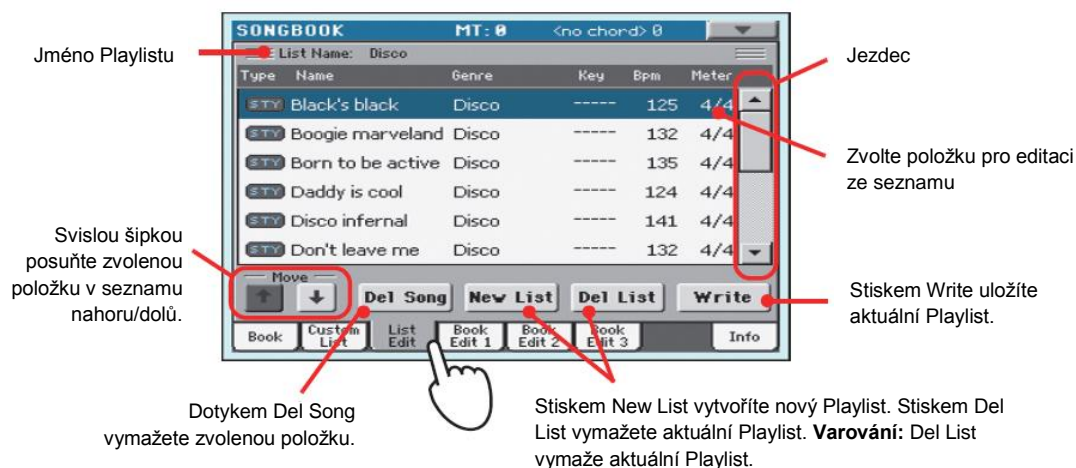 SONGBOOK MT: 0 <no chord> 0
Jméno Playlistu
List Name: Disco
Jezdec
Type Name Genre Key Bpm Meter
STY Black's black Disco ----- 125 4/4
STY Boogie marveland Disco ----- 132 4/4
STY Born to be active Disco ----- 135 4/4
STY Daddy is cool Disco ----- 124 4/4
STY Disco infernal Disco ----- 141 4/4
STY Don't leave me Disco ----- 132 4/4
Zvolte položku pro editaci
ze seznamu
Svislou šipkou
posuňte zvolenou
položku v seznamu
nahoru/dolů.
Move
Del Song New List Del List Write
Stiskem Write uložíte
aktuální Playlist.
Book Custom List List Edit Book Edit 1 Book Edit 2 Book Edit 3 Info
Dotykem Del Song
vymažete zvolenou položku.
Stiskem New List vytvoříte nový Playlist. Stiskem Del
List vymažete aktuální Playlist. Varování: Del List
vymaže aktuální Playlist.